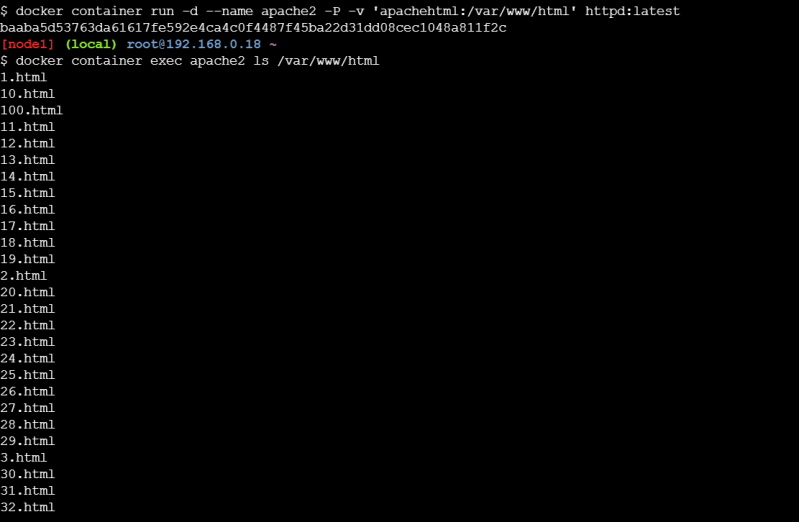 $ docker container run -d --name apache2 -P -v 'apachehtml:/var/www/html' httpd:latest
baaba5d53763da61617fe592e4ca4c0f4487f45ba22d31dd08cec1048a811f2c
[node1] (local) root@192.168.0.18 ~
$ docker container exec apache2 ls /var/www/html
1.html
10.html
100.html
11.html
12.html
13.html
14.html
15.html
16.html
17.html
18.html
19.html
2.html
20.html
21.html
22.html
23.html
24.html
25.html
26.html
27.html
28.html
29.html
3.html
30.html
31.html
32.html